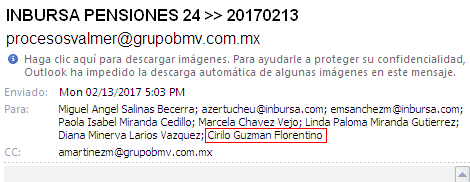 INBURSA PENSIONES 24 >> 20170213
procesosvalmer@grupobmv.com.mx
Haga clic aquí para descargar imágenes. Para ayudarle a proteger su confidencialidad,
Outlook ha impedido la descarga automática de algunas imágenes en este mensaje.
Enviado: Mon 02/13/2017 5:03 PM
Para: Miguel Angel Salinas Becerra; azertucheu@inbursa.com; emsanchezm@inbursa.com;
Paola Isabel Miranda Cedillo; Marcela Chavez Vejo; Linda Paloma Miranda Gutierrez;
Diana Minerva Larios Vazquez; Cirilo Guzman Florentino
CC: amartinezm@grupobmv.com.mx